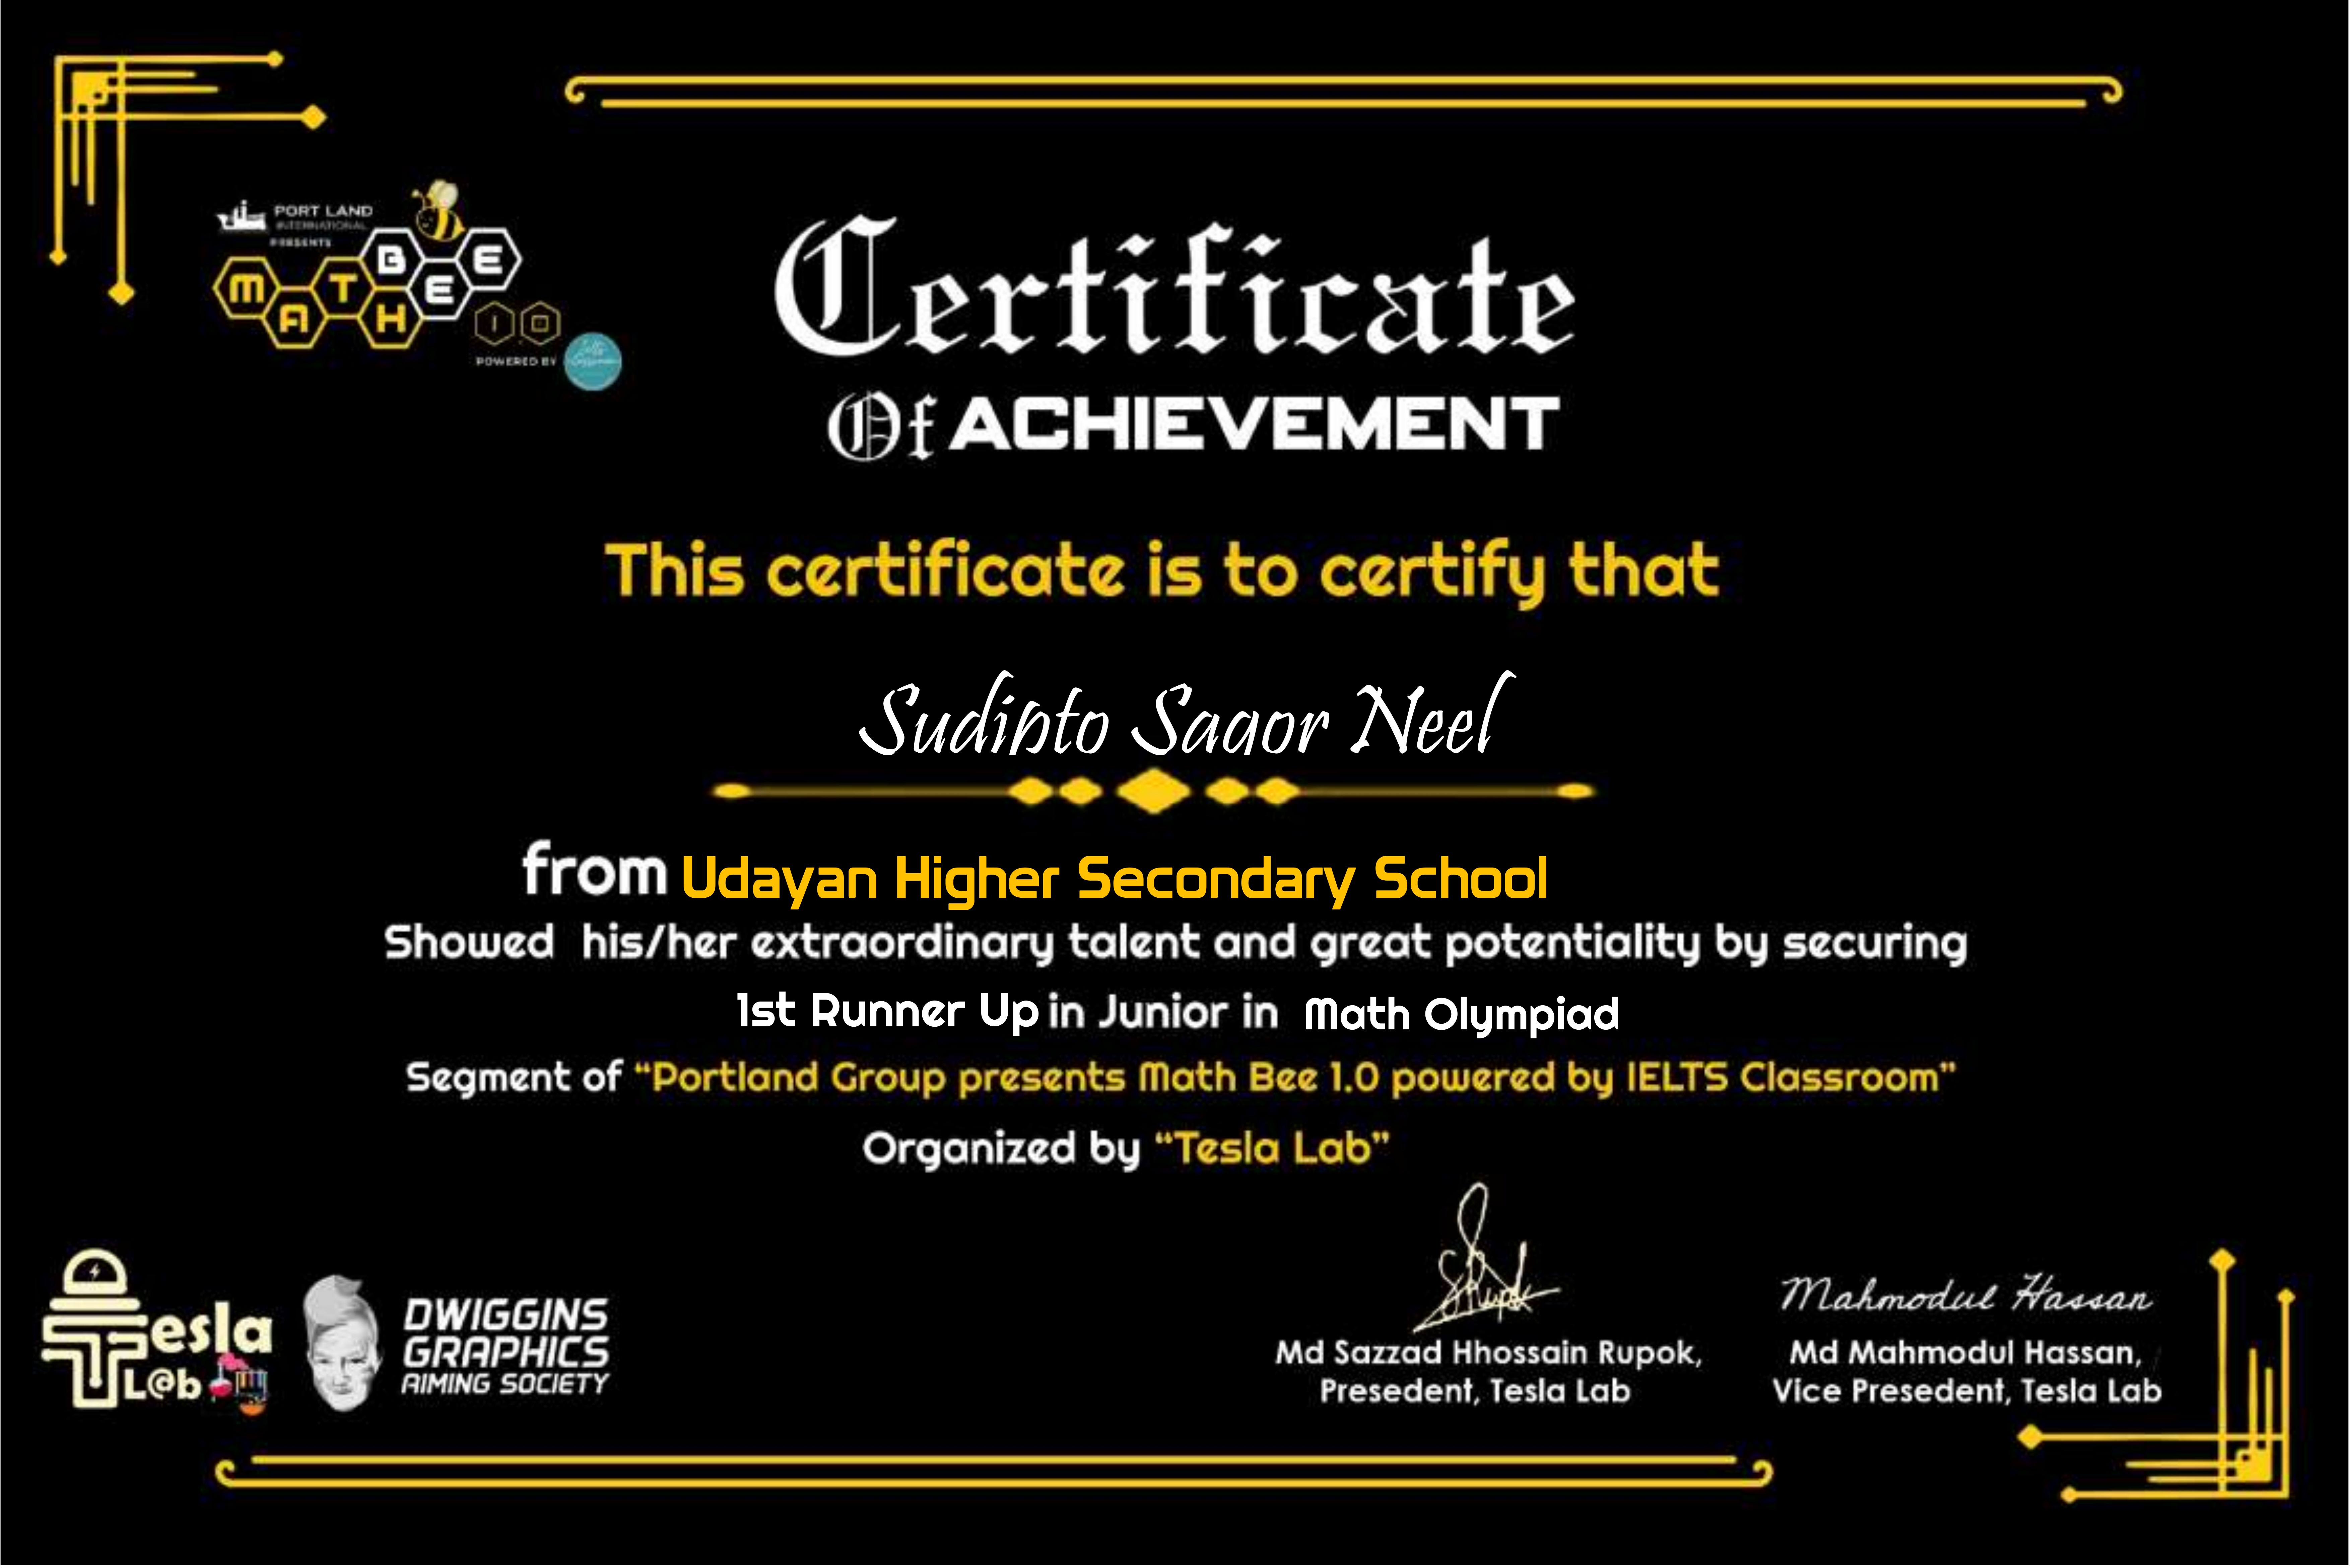 PORT LAND
INTERNATIONAL
PRESENTS
MATH BEE
1.0
POWERED BY
Certificate
Of ACHIEVEMENT
This certificate is to certify that
Sudipto Sagor Neel
from Udayan Higher Secondary School
Showed his/her extraordinary talent and great potentiality by securing
1st Runner Up in Junior in Math Olympiad
Segment of “Portland Group presents Math Bee 1.0 powered by IELTS Classroom”
Organized by “Tesla Lab”
Tesla
L@b
DWIGGINS
GRAPHICS
AIMING SOCIETY
Mahmodul Hassan
Md Sazzad Hhossain Rupok,
Presedent, Tesla Lab
Md Mahmodul Hassan,
Vice Presedent, Tesla Lab